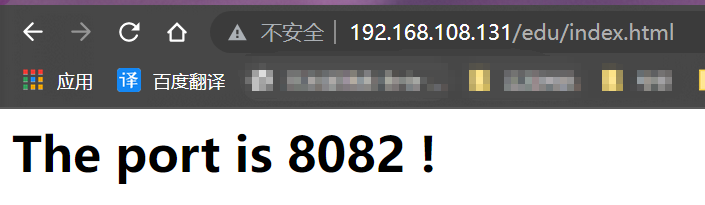 不安全 192.168.108.131/edu/index.html
应用 译 百度翻译
The port is 8082 !